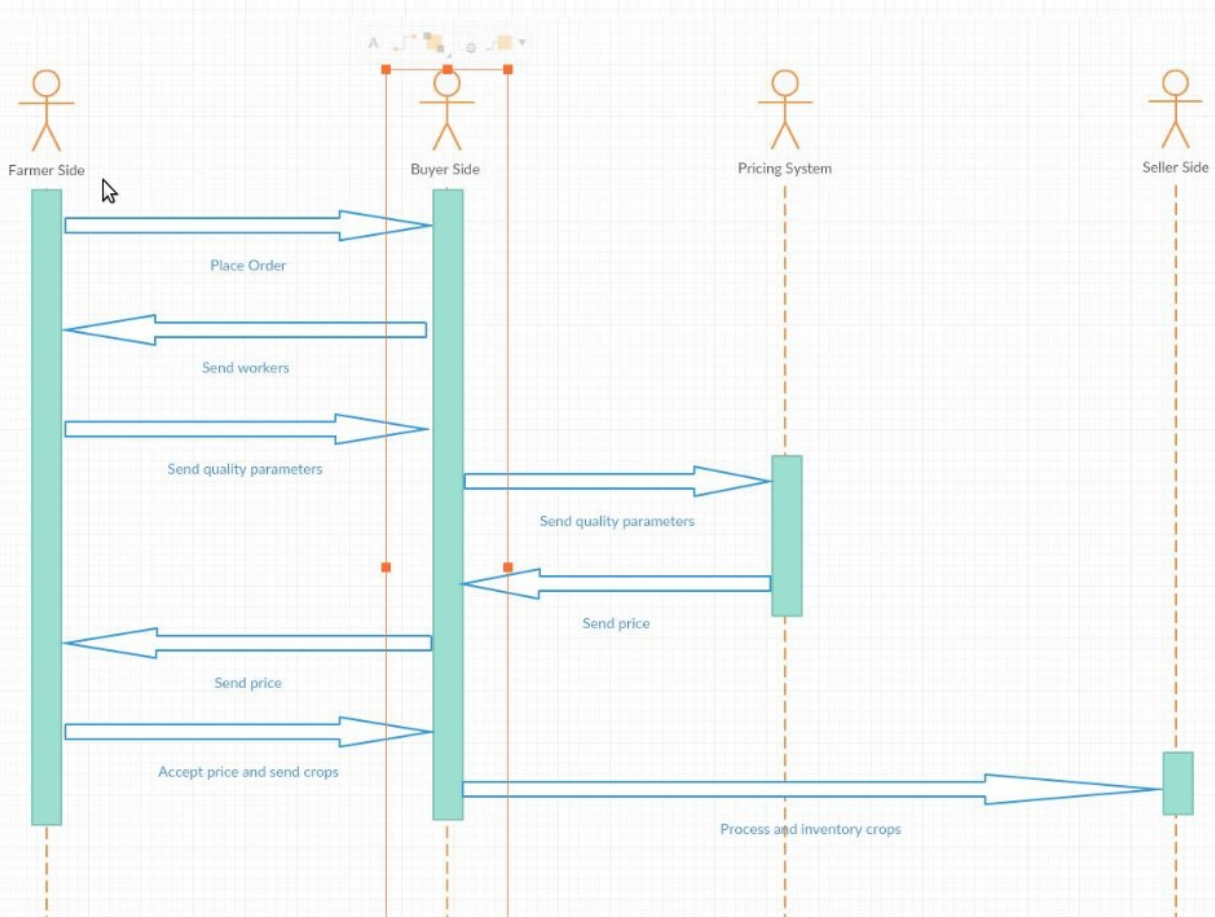 A
Farmer Side
Buyer Side
Pricing System
Seller Side
Place Order
Send workers
Send quality parameters
Send quality parameters
Send price
Send price
Accept price and send crops
Process and inventory crops